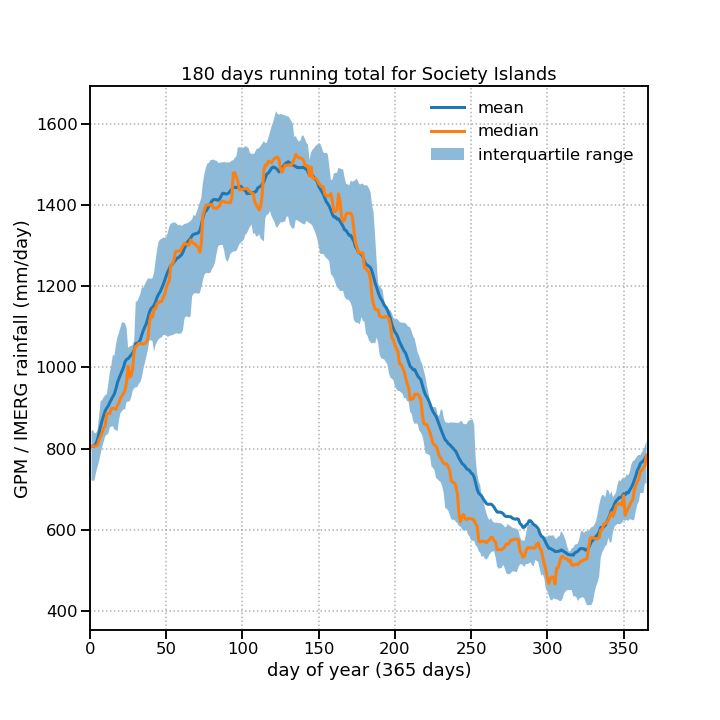 180 days running total for Society Islands
mean
median
interquartile range
GPM / IMERG rainfall (mm/day)
1600
1400
1200
1000
800
600
400
0 50 100 150 200 250 300 350
day of year (365 days)